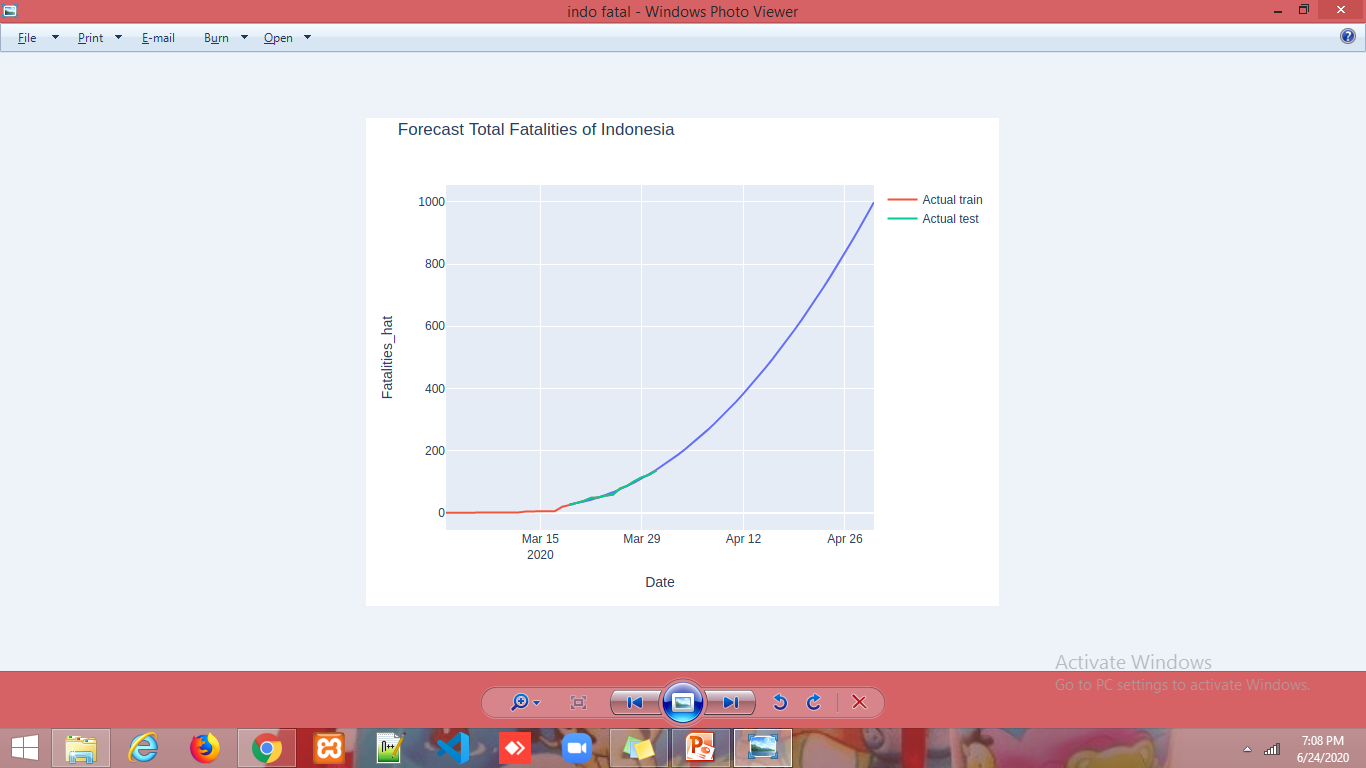 indo fatal - Windows Photo Viewer
File Print E-mail Burn Open
Forecast Total Fatalities of Indonesia
Actual train
Actual test
1000
800
600
400
200
0
Fatalities_hat
Mar 15 Mar 29 Apr 12 Apr 26
2020
Date
Activate Windows
Go to PC settings to activate Windows.
7:08 PM
6/24/2020